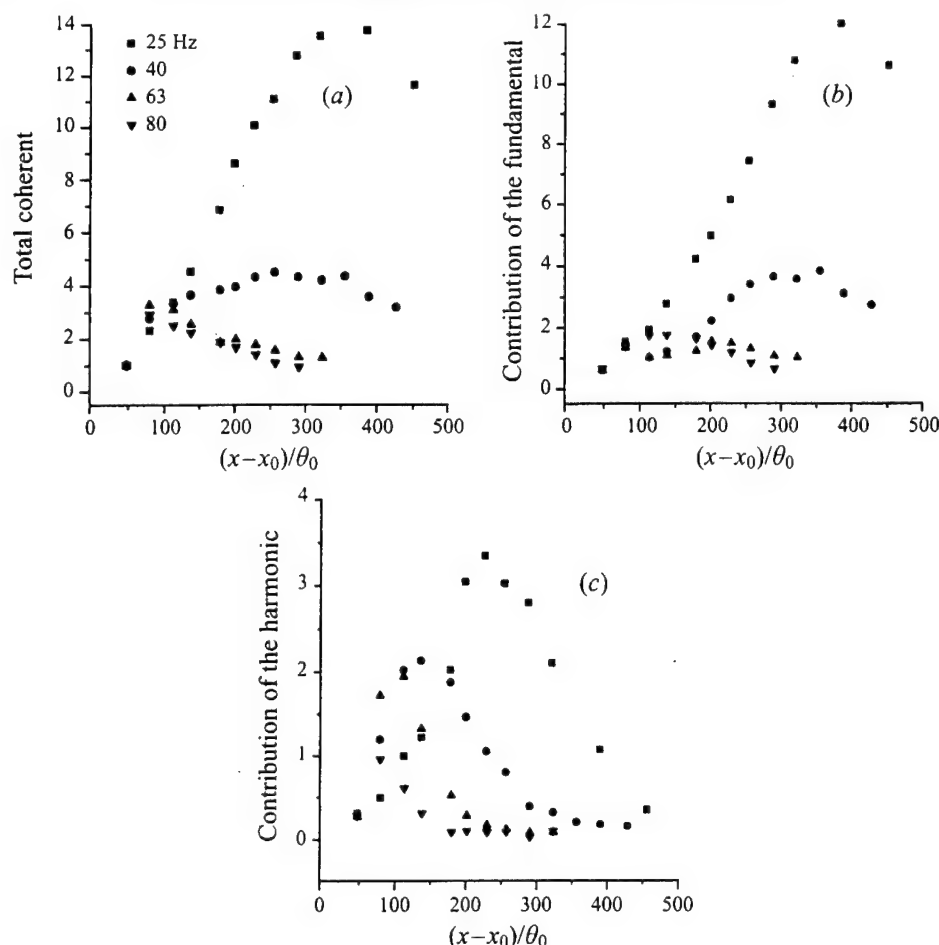 14
12
10
8
6
4
2
0
Total coherent
25 Hz
40
63
80
(a)
0 100 200 300 400 500
(x−x₀)/θ₀
12
10
8
6
4
2
0
Contribution of the fundamental
(b)
0 100 200 300 400 500
(x−x₀)/θ₀
4
3
2
1
0
Contribution of the harmonic
(c)
0 100 200 300 400 500
(x−x₀)/θ₀